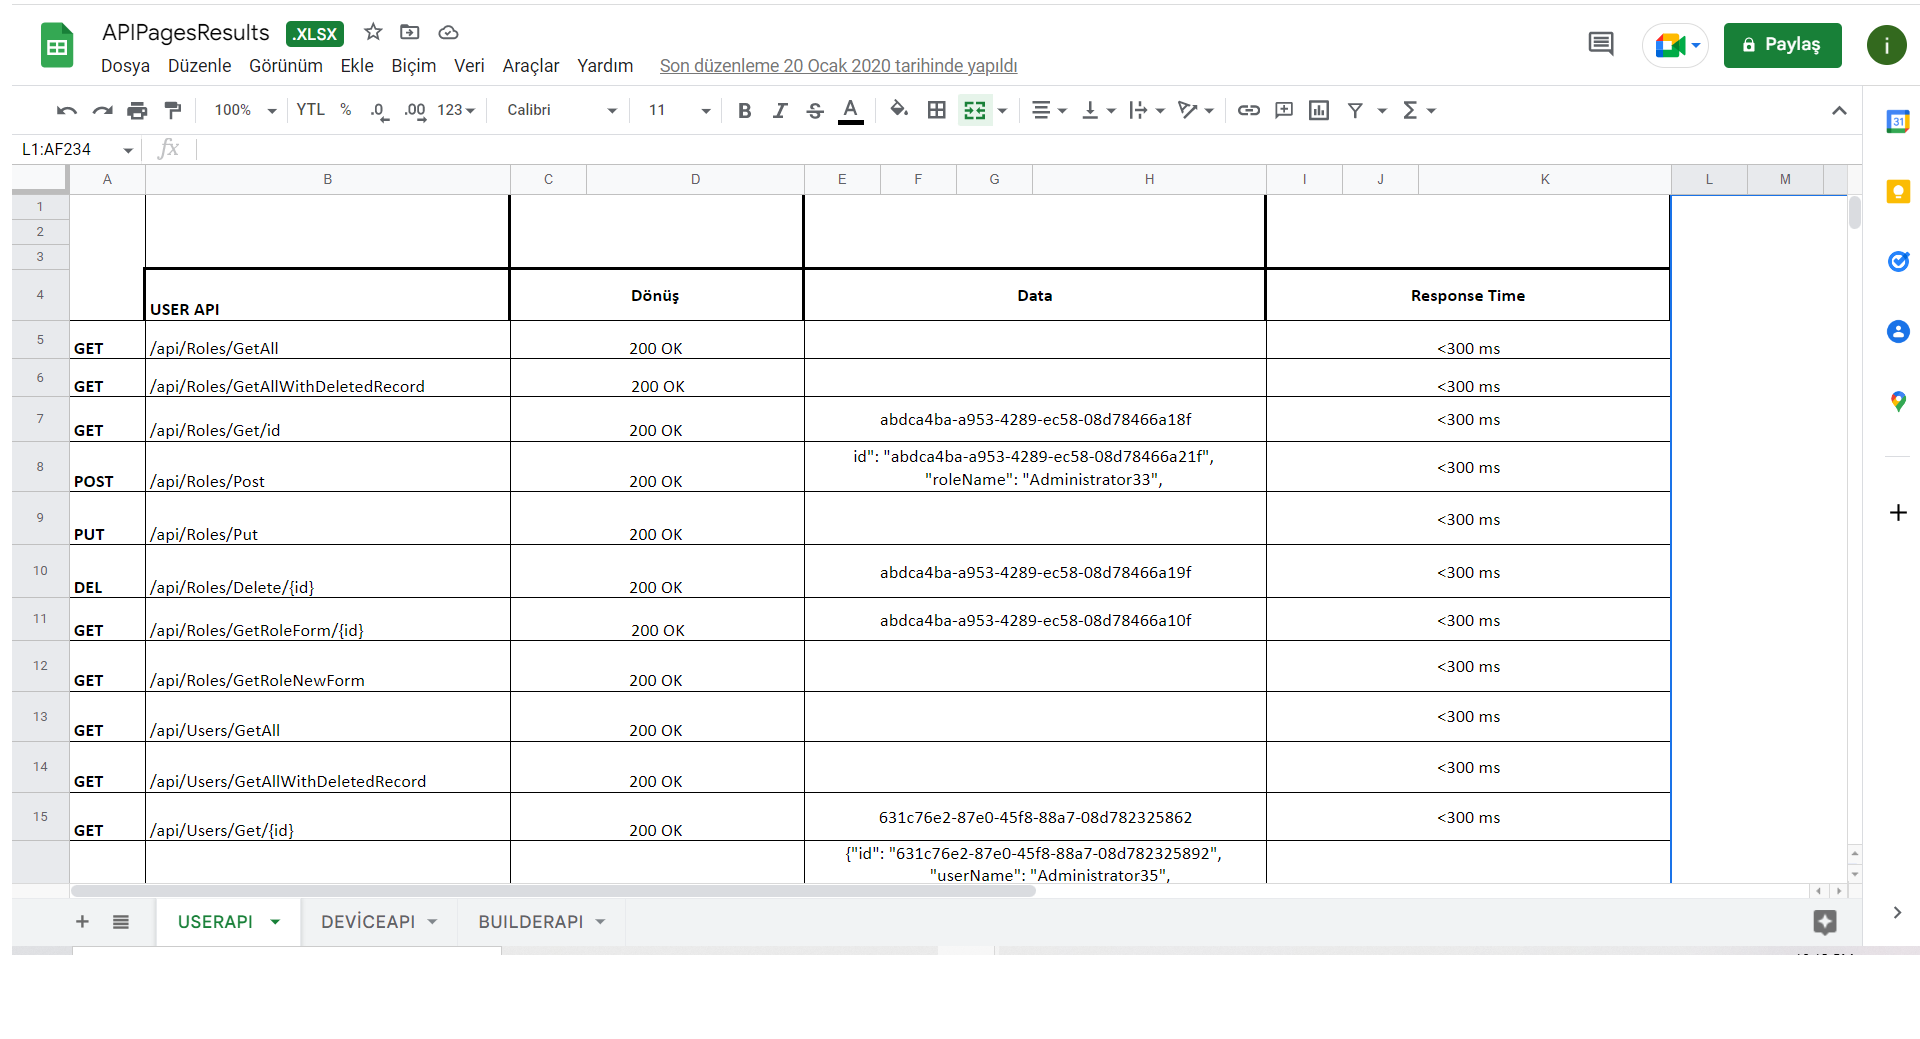 APIPagesResults .XLSX
Dosya Düzenle Görünüm Ekle Biçim Veri Araçlar Yardım Son düzenleme 20 Ocak 2020 tarihinde yapıldı
Paylaş
i
100% YTL % .0 .00 123 Calibri 11 B I S A
31
L1:AF234 fx
A B C D E F G H I J K L M
1
2
3
4 USER API Dönüş Data Response Time
5 GET /api/Roles/GetAll 200 OK <300 ms
6 GET /api/Roles/GetAllWithDeletedRecord 200 OK <300 ms
7 GET /api/Roles/Get/id 200 OK abdca4ba-a953-4289-ec58-08d78466a18f <300 ms
8 POST /api/Roles/Post 200 OK id": "abdca4ba-a953-4289-ec58-08d78466a21f", <300 ms
"roleName": "Administrator33",
9 PUT /api/Roles/Put 200 OK <300 ms
10 DEL /api/Roles/Delete/{id} 200 OK abdca4ba-a953-4289-ec58-08d78466a19f <300 ms
11 GET /api/Roles/GetRoleForm/{id} 200 OK abdca4ba-a953-4289-ec58-08d78466a10f <300 ms
12 GET /api/Roles/GetRoleNewForm 200 OK <300 ms
13 GET /api/Users/GetAll 200 OK <300 ms
14 GET /api/Users/GetAllWithDeletedRecord 200 OK <300 ms
15 GET /api/Users/Get/{id} 200 OK 631c76e2-87e0-45f8-88a7-08d782325862 <300 ms
{"id": "631c76e2-87e0-45f8-88a7-08d782325892",
"userName": "Administrator35",
USERAPI DEVİCEAPI BUILDERAPI